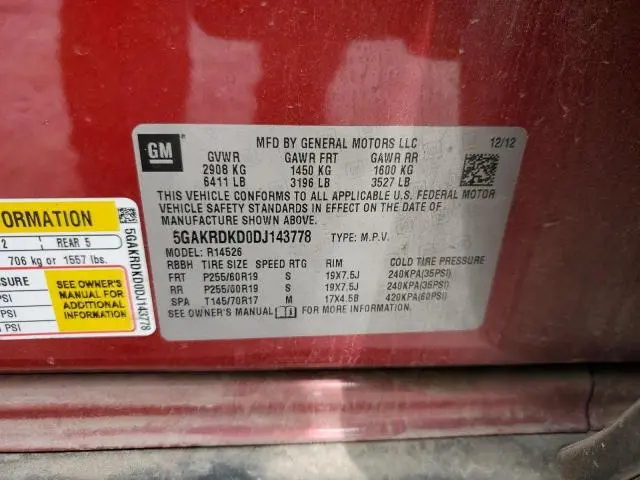 GM
MFD BY GENERAL MOTORS LLC 12/12
GVWR GAWR FRT GAWR RR
2908 KG 1450 KG 1600 KG
6411 LB 3196 LB 3527 LB
THIS VEHICLE CONFORMS TO ALL APPLICABLE U.S. FEDERAL MOTOR
VEHICLE SAFETY STANDARDS IN EFFECT ON THE DATE OF
MANUFACTURE SHOWN ABOVE.
5GAKRDKD0DJ143778 TYPE: M.P.V.
MODEL: R14526
RBBH TIRE SIZE SPEED RTG RIM COLD TIRE PRESSURE
FRT P255/60R19 S 19X7.5J 240KPA(35PSI)
RR P255/60R19 S 19X7.5J 240KPA(35PSI)
SPA T145/70R17 M 17X4.5B 420KPA(60PSI)
SEE OWNER'S MANUAL i FOR MORE INFORMATION.
ORMATION
2 REAR 5
706 kg or 1557 lbs.
SSURE SEE OWNER'S
PSI MANUAL FOR
SI ADDITIONAL
PSI INFORMATION
5GAKRDKD0DJ143778